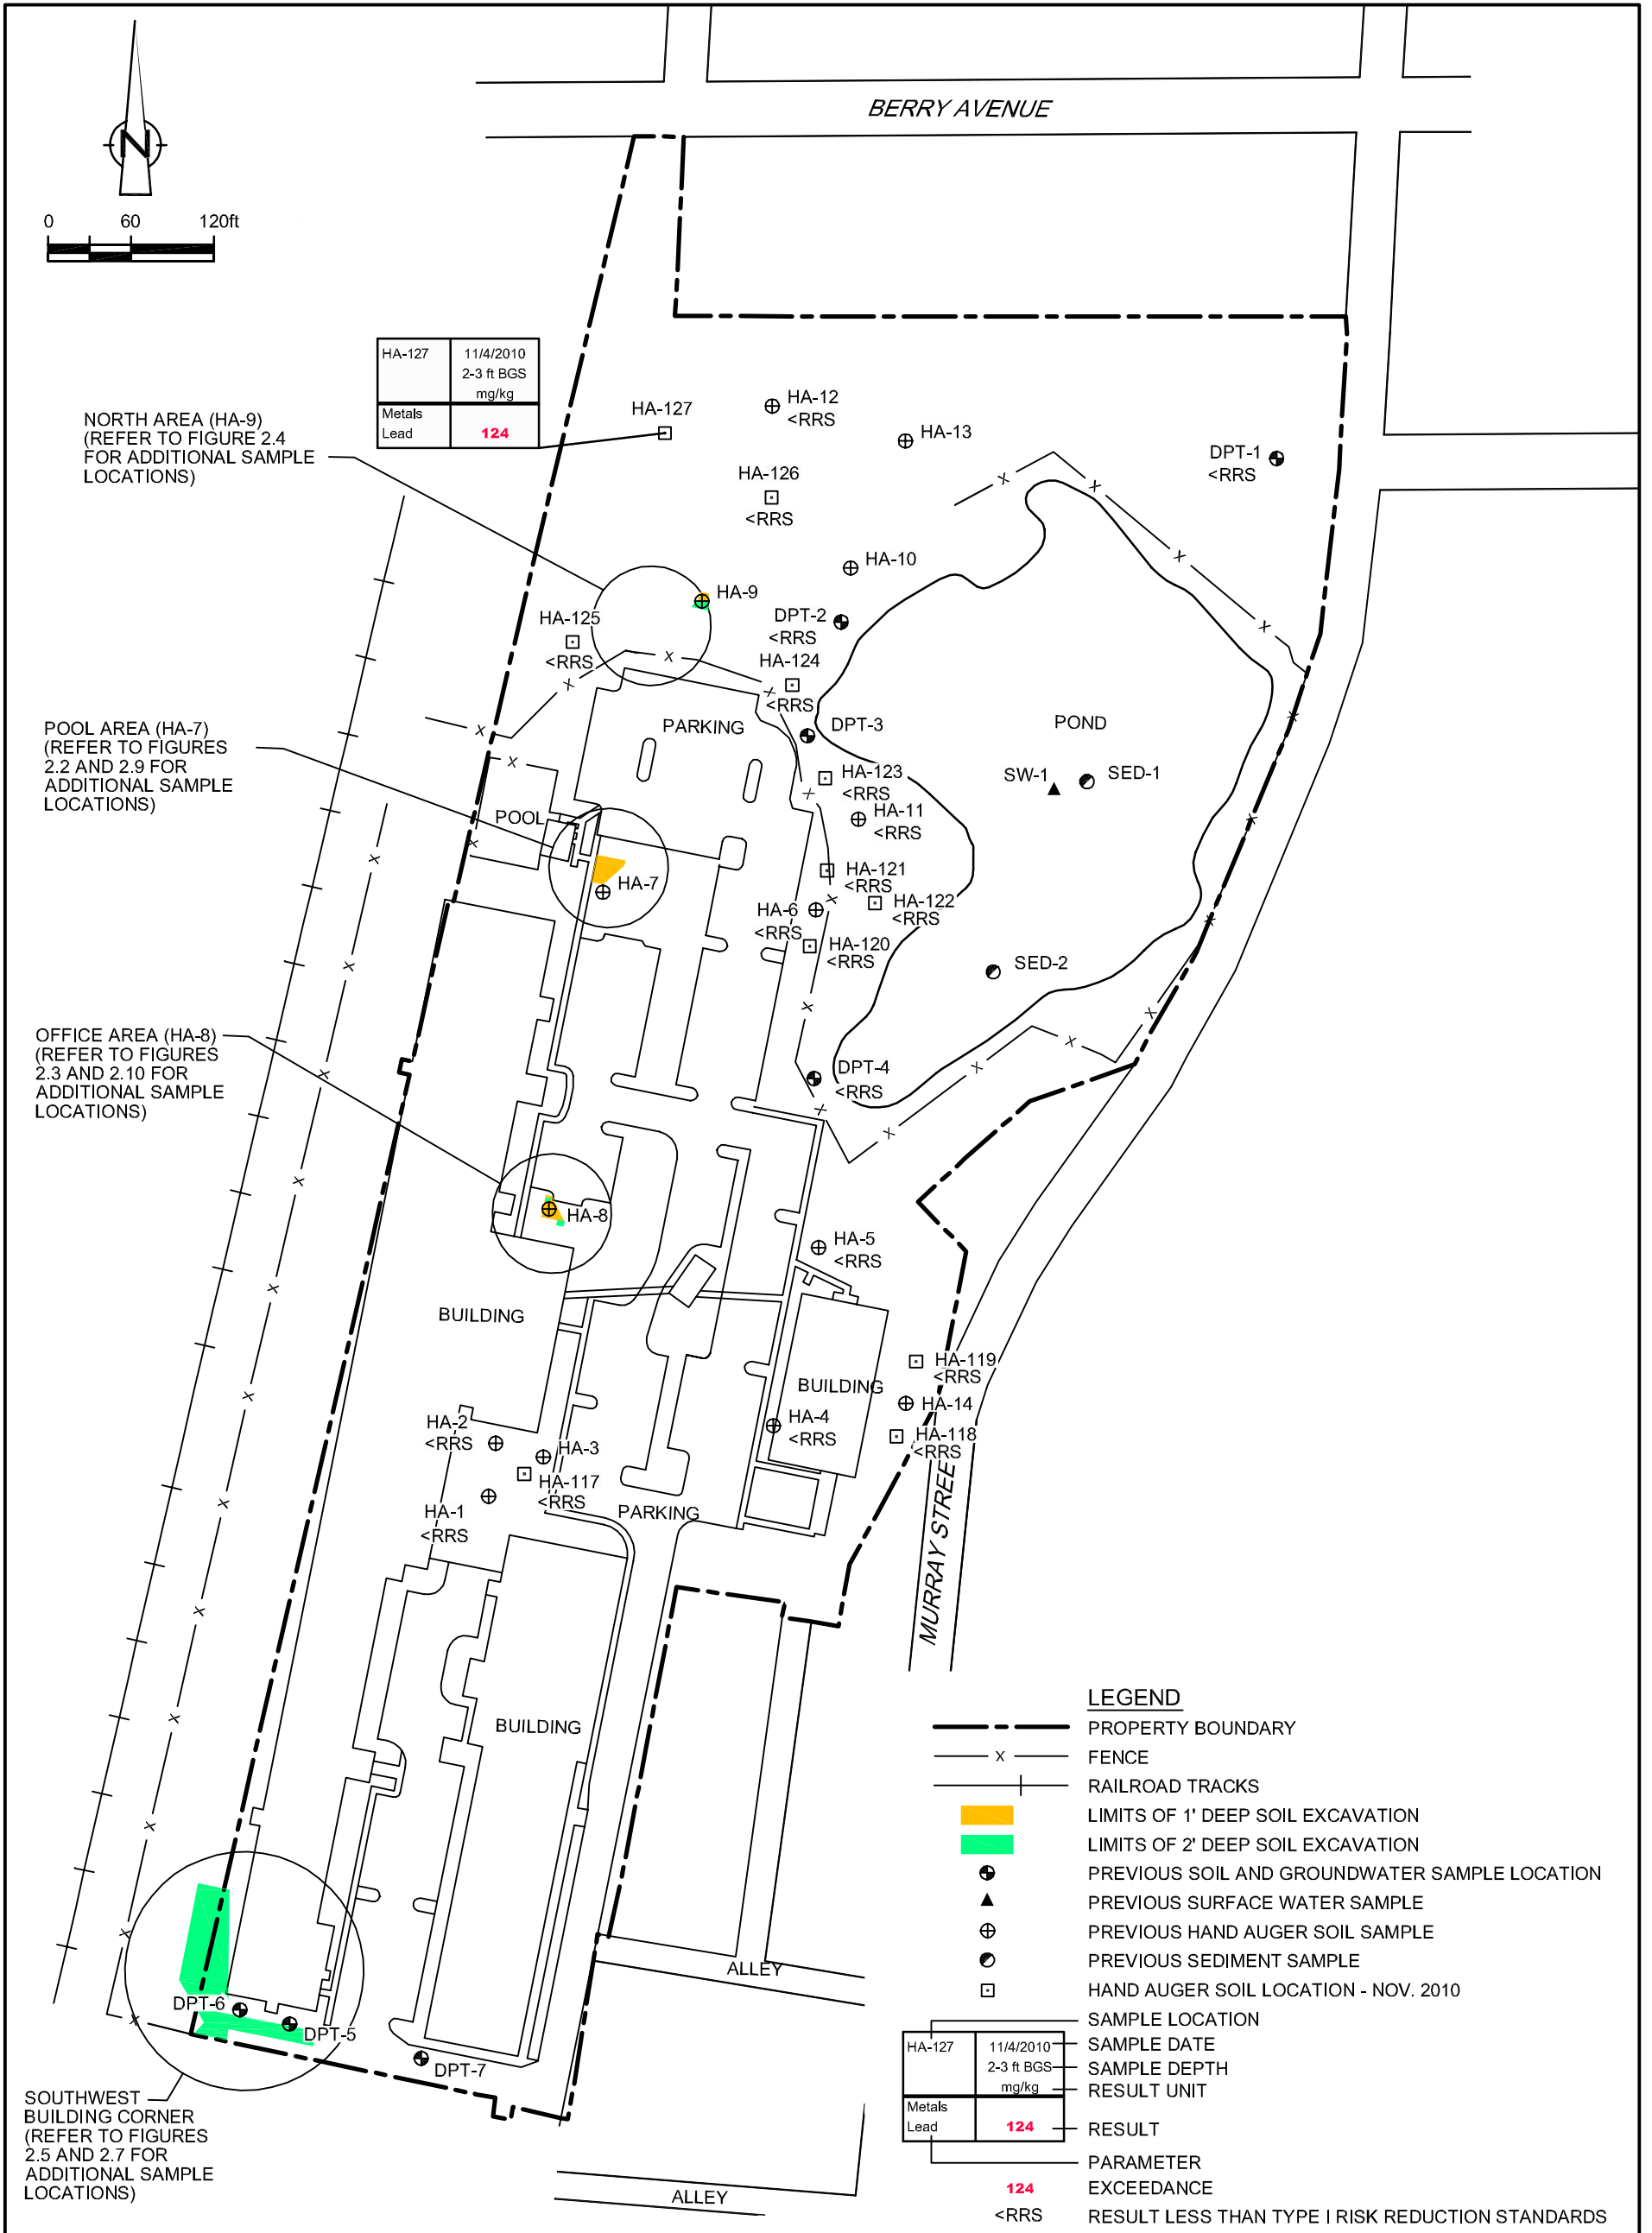 BERRY AVENUE
N
0 60 120ft
HA-127 11/4/2010
2-3 ft BGS
mg/kg
Metals
Lead 124
NORTH AREA (HA-9)
(REFER TO FIGURE 2.4
FOR ADDITIONAL SAMPLE
LOCATIONS)
HA-127
HA-12
<RRS
HA-13
DPT-1
<RRS
HA-126
<RRS
HA-10
HA-9
HA-125
<RRS
DPT-2
<RRS
HA-124
<RRS
POOL AREA (HA-7)
(REFER TO FIGURES
2.2 AND 2.9 FOR
ADDITIONAL SAMPLE
LOCATIONS)
PARKING
DPT-3
POND
HA-123
<RRS
SW-1
SED-1
POOL
HA-11
<RRS
HA-7
HA-121
<RRS
HA-122
<RRS
HA-6
<RRS
HA-120
<RRS
SED-2
OFFICE AREA (HA-8)
(REFER TO FIGURES
2.3 AND 2.10 FOR
ADDITIONAL SAMPLE
LOCATIONS)
DPT-4
<RRS
HA-8
HA-5
<RRS
BUILDING
HA-119
<RRS
BUILDING
HA-14
HA-4
<RRS
HA-118
<RRS
HA-2
<RRS
HA-3
HA-117
<RRS
HA-1
<RRS
PARKING
MURRAY STREET
BUILDING
ALLEY
DPT-6
DPT-5
DPT-7
SOUTHWEST
BUILDING CORNER
(REFER TO FIGURES
2.5 AND 2.7 FOR
ADDITIONAL SAMPLE
LOCATIONS)
ALLEY
LEGEND
PROPERTY BOUNDARY
x FENCE
RAILROAD TRACKS
LIMITS OF 1' DEEP SOIL EXCAVATION
LIMITS OF 2' DEEP SOIL EXCAVATION
PREVIOUS SOIL AND GROUNDWATER SAMPLE LOCATION
PREVIOUS SURFACE WATER SAMPLE
PREVIOUS HAND AUGER SOIL SAMPLE
PREVIOUS SEDIMENT SAMPLE
HAND AUGER SOIL LOCATION - NOV. 2010
SAMPLE LOCATION
HA-127 11/4/2010 SAMPLE DATE
2-3 ft BGS SAMPLE DEPTH
mg/kg RESULT UNIT
Metals
Lead 124 RESULT
PARAMETER
124 EXCEEDANCE
<RRS RESULT LESS THAN TYPE I RISK REDUCTION STANDARDS